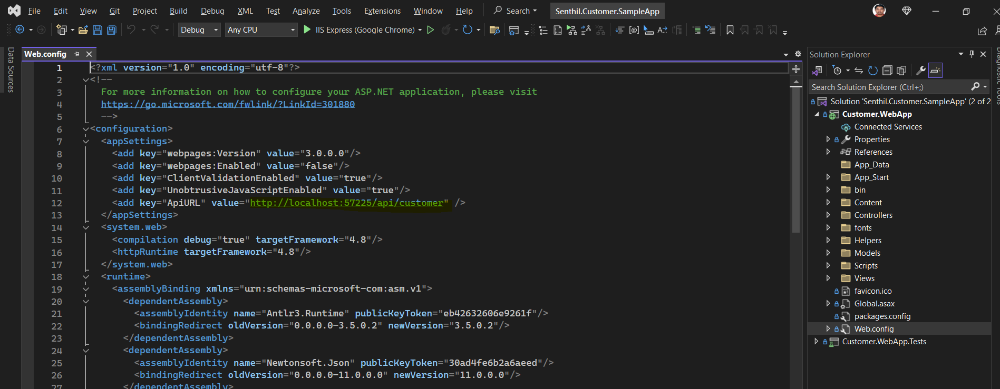 File Edit View Git Project Build Debug XML Test Analyze Tools Extensions Window Help Search Senthil.Customer.SampleApp
Debug Any CPU IIS Express (Google Chrome)
Data Sources
Web.config
1 <?xml version="1.0" encoding="utf-8"?>
2 <!--
3 For more information on how to configure your ASP.NET application, please visit
4 https://go.microsoft.com/fwlink/?LinkId=301880
5 -->
6 <configuration>
7 <appSettings>
8 <add key="webpages:Version" value="3.0.0.0"/>
9 <add key="webpages:Enabled" value="false"/>
10 <add key="ClientValidationEnabled" value="true"/>
11 <add key="UnobtrusiveJavaScriptEnabled" value="true"/>
12 <add key="ApiURL" value="http://localhost:57225/api/customer" />
13 </appSettings>
14 <system.web>
15 <compilation debug="true" targetFramework="4.8"/>
16 <httpRuntime targetFramework="4.8"/>
17 </system.web>
18 <runtime>
19 <assemblyBinding xmlns="urn:schemas-microsoft-com:asm.v1">
20 <dependentAssembly>
21 <assemblyIdentity name="Antlr3.Runtime" publicKeyToken="eb42632606e9261f"/>
22 <bindingRedirect oldVersion="0.0.0.0-3.5.0.2" newVersion="3.5.0.2"/>
23 </dependentAssembly>
24 <dependentAssembly>
25 <assemblyIdentity name="Newtonsoft.Json" publicKeyToken="30ad4fe6b2a6aeed"/>
26 <bindingRedirect oldVersion="0.0.0.0-11.0.0.0" newVersion="11.0.0.0"/>
27 </dependentAssembly>
Solution Explorer
Search Solution Explorer (Ctrl+;)
Solution 'Senthil.Customer.SampleApp' (2 of 2
Customer.WebApp
Connected Services
Properties
References
App_Data
App_Start
bin
Content
Controllers
fonts
Helpers
Models
Scripts
Views
favicon.ico
Global.asax
packages.config
Web.config
Customer.WebApp.Tests
Diagnostic Tools